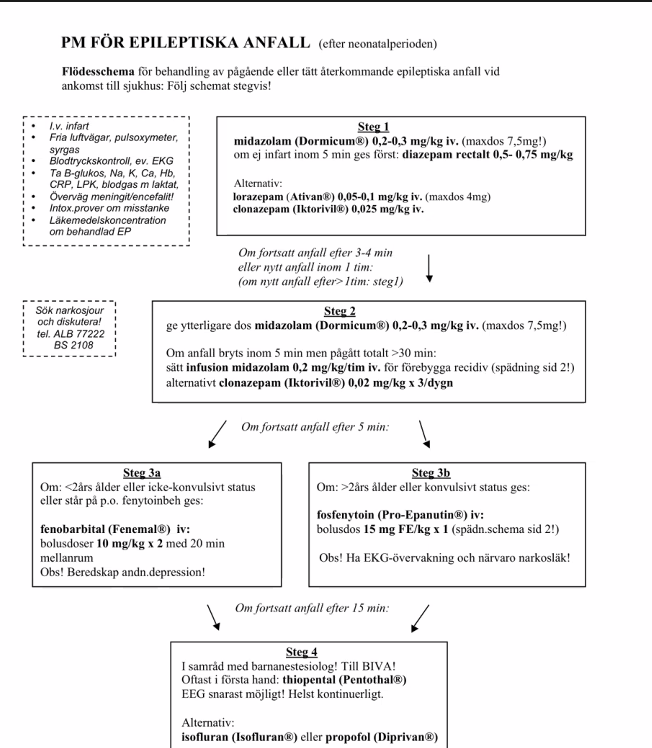 PM FÖR EPILEPTISKA ANFALL (efter neonatalperioden)
Flödesschema för behandling av pågående eller tätt återkommande epileptiska anfall vid
ankomst till sjukhus: Följ schemat stegvis!
• I.v. infart
• Fria luftvägar, pulsoxymeter,
syrgas
• Blodtryckskontroll, ev. EKG
• Ta B-glukos, Na, K, Ca, Hb,
CRP, LPK, blodgas m laktat,
• Överväg meningit/encefalit!
• Intox.prover om misstanke
• Läkemedelskoncentration
om behandlad EP
Steg 1
midazolam (Dormicum®) 0,2-0,3 mg/kg iv. (maxdos 7,5mg!)
om ej infart inom 5 min ges först: diazepam rectalt 0,5- 0,75 mg/kg
Alternativ:
lorazepam (Ativan®) 0,05-0,1 mg/kg iv. (maxdos 4mg)
clonazepam (Iktorivil®) 0,025 mg/kg iv.
Om fortsatt anfall efter 3-4 min
eller nytt anfall inom 1 tim:
(om nytt anfall efter>1tim: steg1)
Sök narkosjour
och diskutera!
tel. ALB 77222
BS 2108
Steg 2
ge ytterligare dos midazolam (Dormicum®) 0,2-0,3 mg/kg iv. (maxdos 7,5mg!)
Om anfall bryts inom 5 min men pågått totalt >30 min:
sätt infusion midazolam 0,2 mg/kg/tim iv. för förebygga recidiv (spädning sid 2!)
alternativt clonazepam (Iktorivil®) 0,02 mg/kg x 3/dygn
Om fortsatt anfall efter 5 min:
Steg 3a
Om: <2års ålder eller icke-konvulsivt status
eller står på p.o. fenytoinbeh ges:
fenobarbital (Fenemal®) iv:
bolusdoser 10 mg/kg x 2 med 20 min
mellanrum
Obs! Beredskap andn.depression!
Steg 3b
Om: >2års ålder eller konvulsivt status ges:
fosfenytoin (Pro-Epanutin®) iv:
bolusdos 15 mg FE/kg x 1 (spädn.schema sid 2!)
Obs! Ha EKG-övervakning och närvaro narkosläk!
Om fortsatt anfall efter 15 min:
Steg 4
I samråd med barnanestesiolog! Till BIVA!
Oftast i första hand: thiopental (Pentothal®)
EEG snarast möjligt! Helst kontinuerligt.
Alternativ:
isofluran (Isofluran®) eller propofol (Diprivan®)